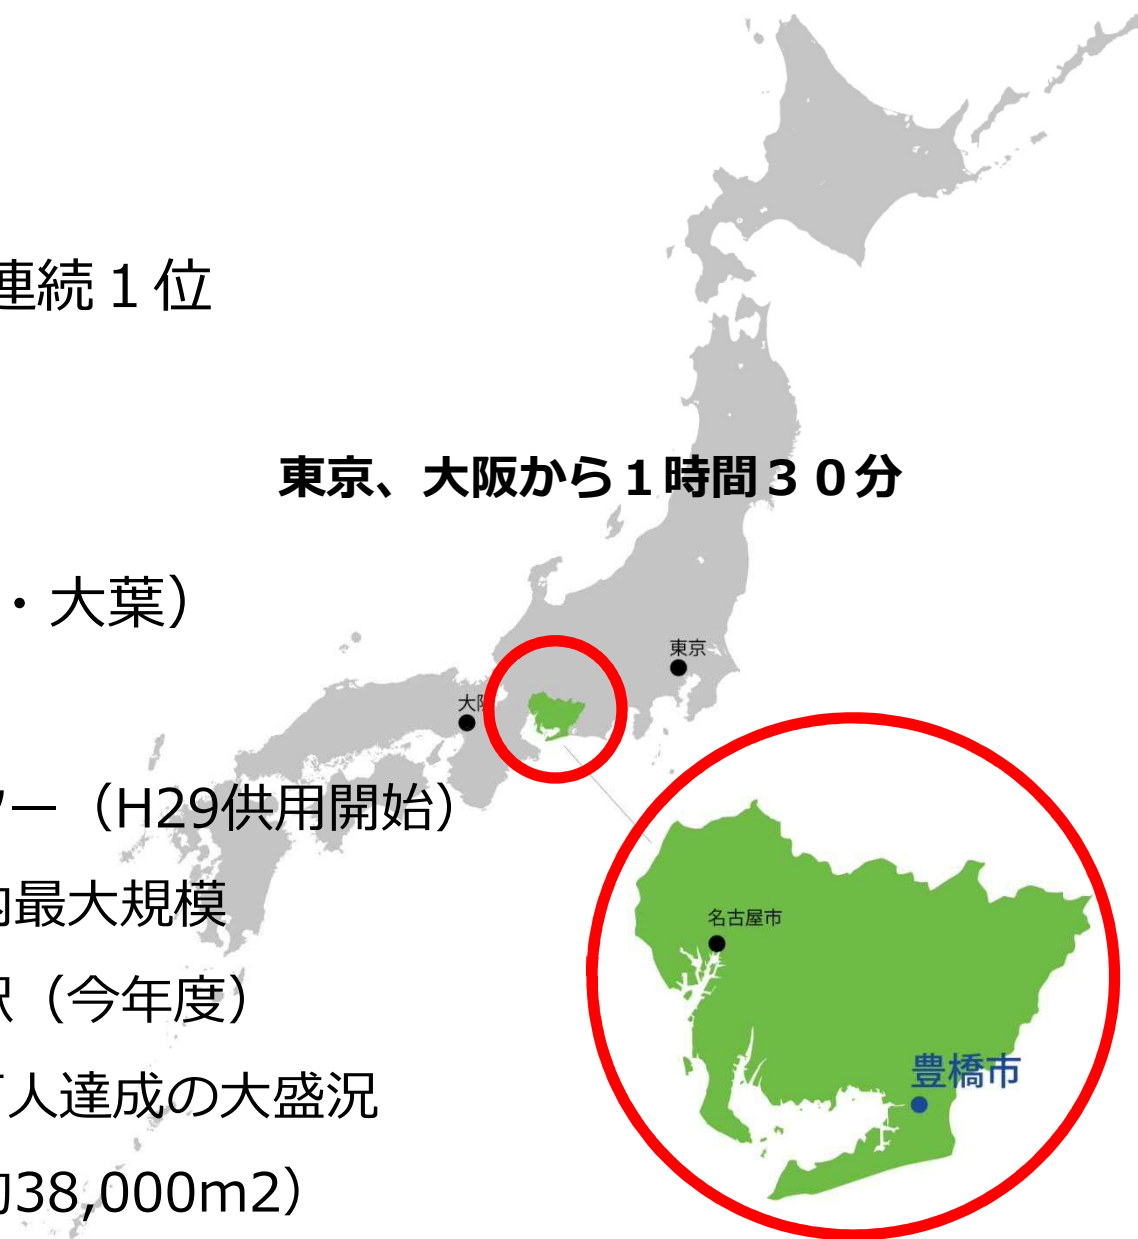 連続１位
東京、大阪から１時間３０分
・大葉）
東京
大阪
ー（H29供用開始）
最大規模
（今年度）
名古屋市
人達成の大盛況
豊橋市
38,000m2）